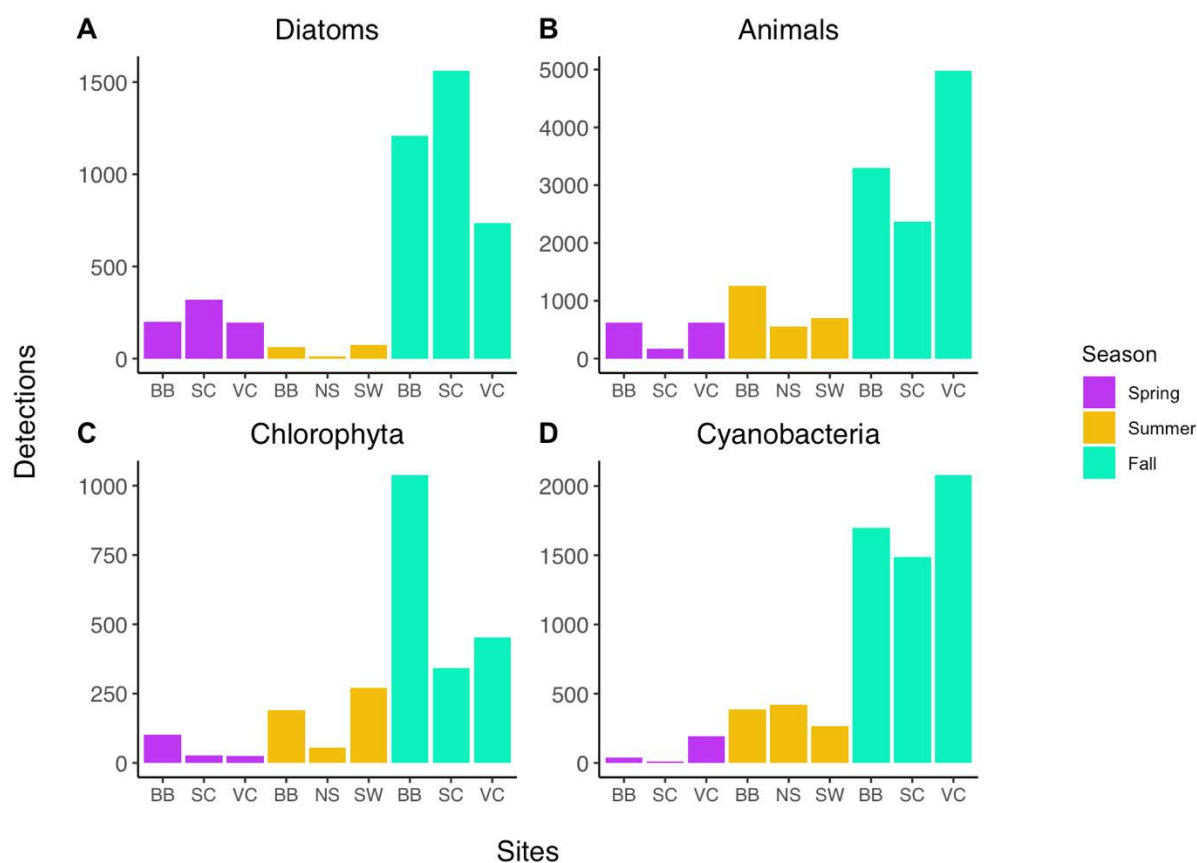 A Diatoms
1500
1000
500
0
BB SC VC BB NS SW BB SC VC
B Animals
5000
4000
3000
2000
1000
0
BB SC VC BB NS SW BB SC VC
C Chlorophyta
1000
750
500
250
0
BB SC VC BB NS SW BB SC VC
D Cyanobacteria
2000
1500
1000
500
0
BB SC VC BB NS SW BB SC VC
Detections
Sites
Season
Spring
Summer
Fall